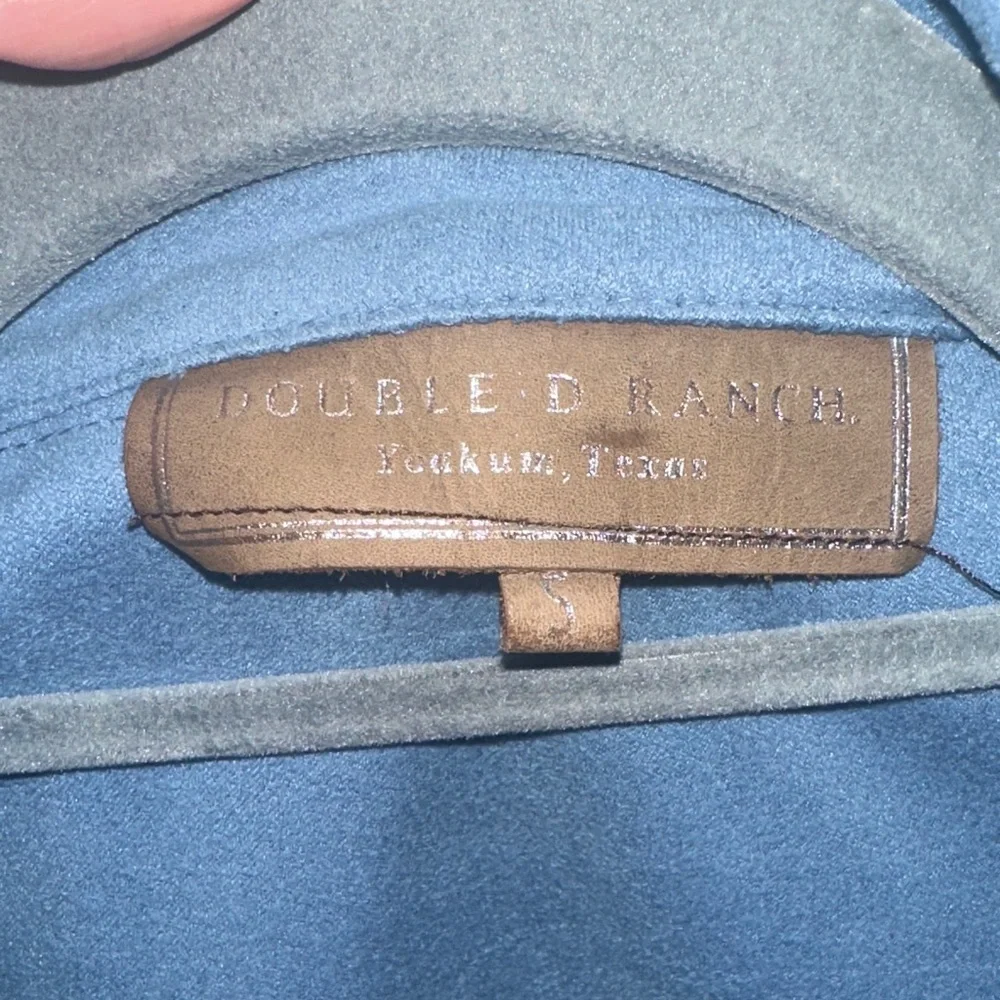 DOUBLE D RANCH.
Yoakum, Texas
S